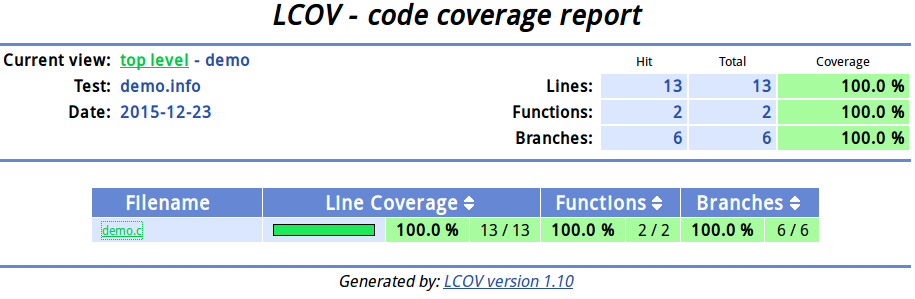 LCOV - code coverage report
Current view: top level - demo
Hit Total Coverage
Test: demo.info Lines: 13 13 100.0 %
Date: 2015-12-23 Functions: 2 2 100.0 %
Branches: 6 6 100.0 %
Filename Line Coverage Functions Branches
demo.c 100.0 % 13 / 13 100.0 % 2 / 2 100.0 % 6 / 6
Generated by: LCOV version 1.10